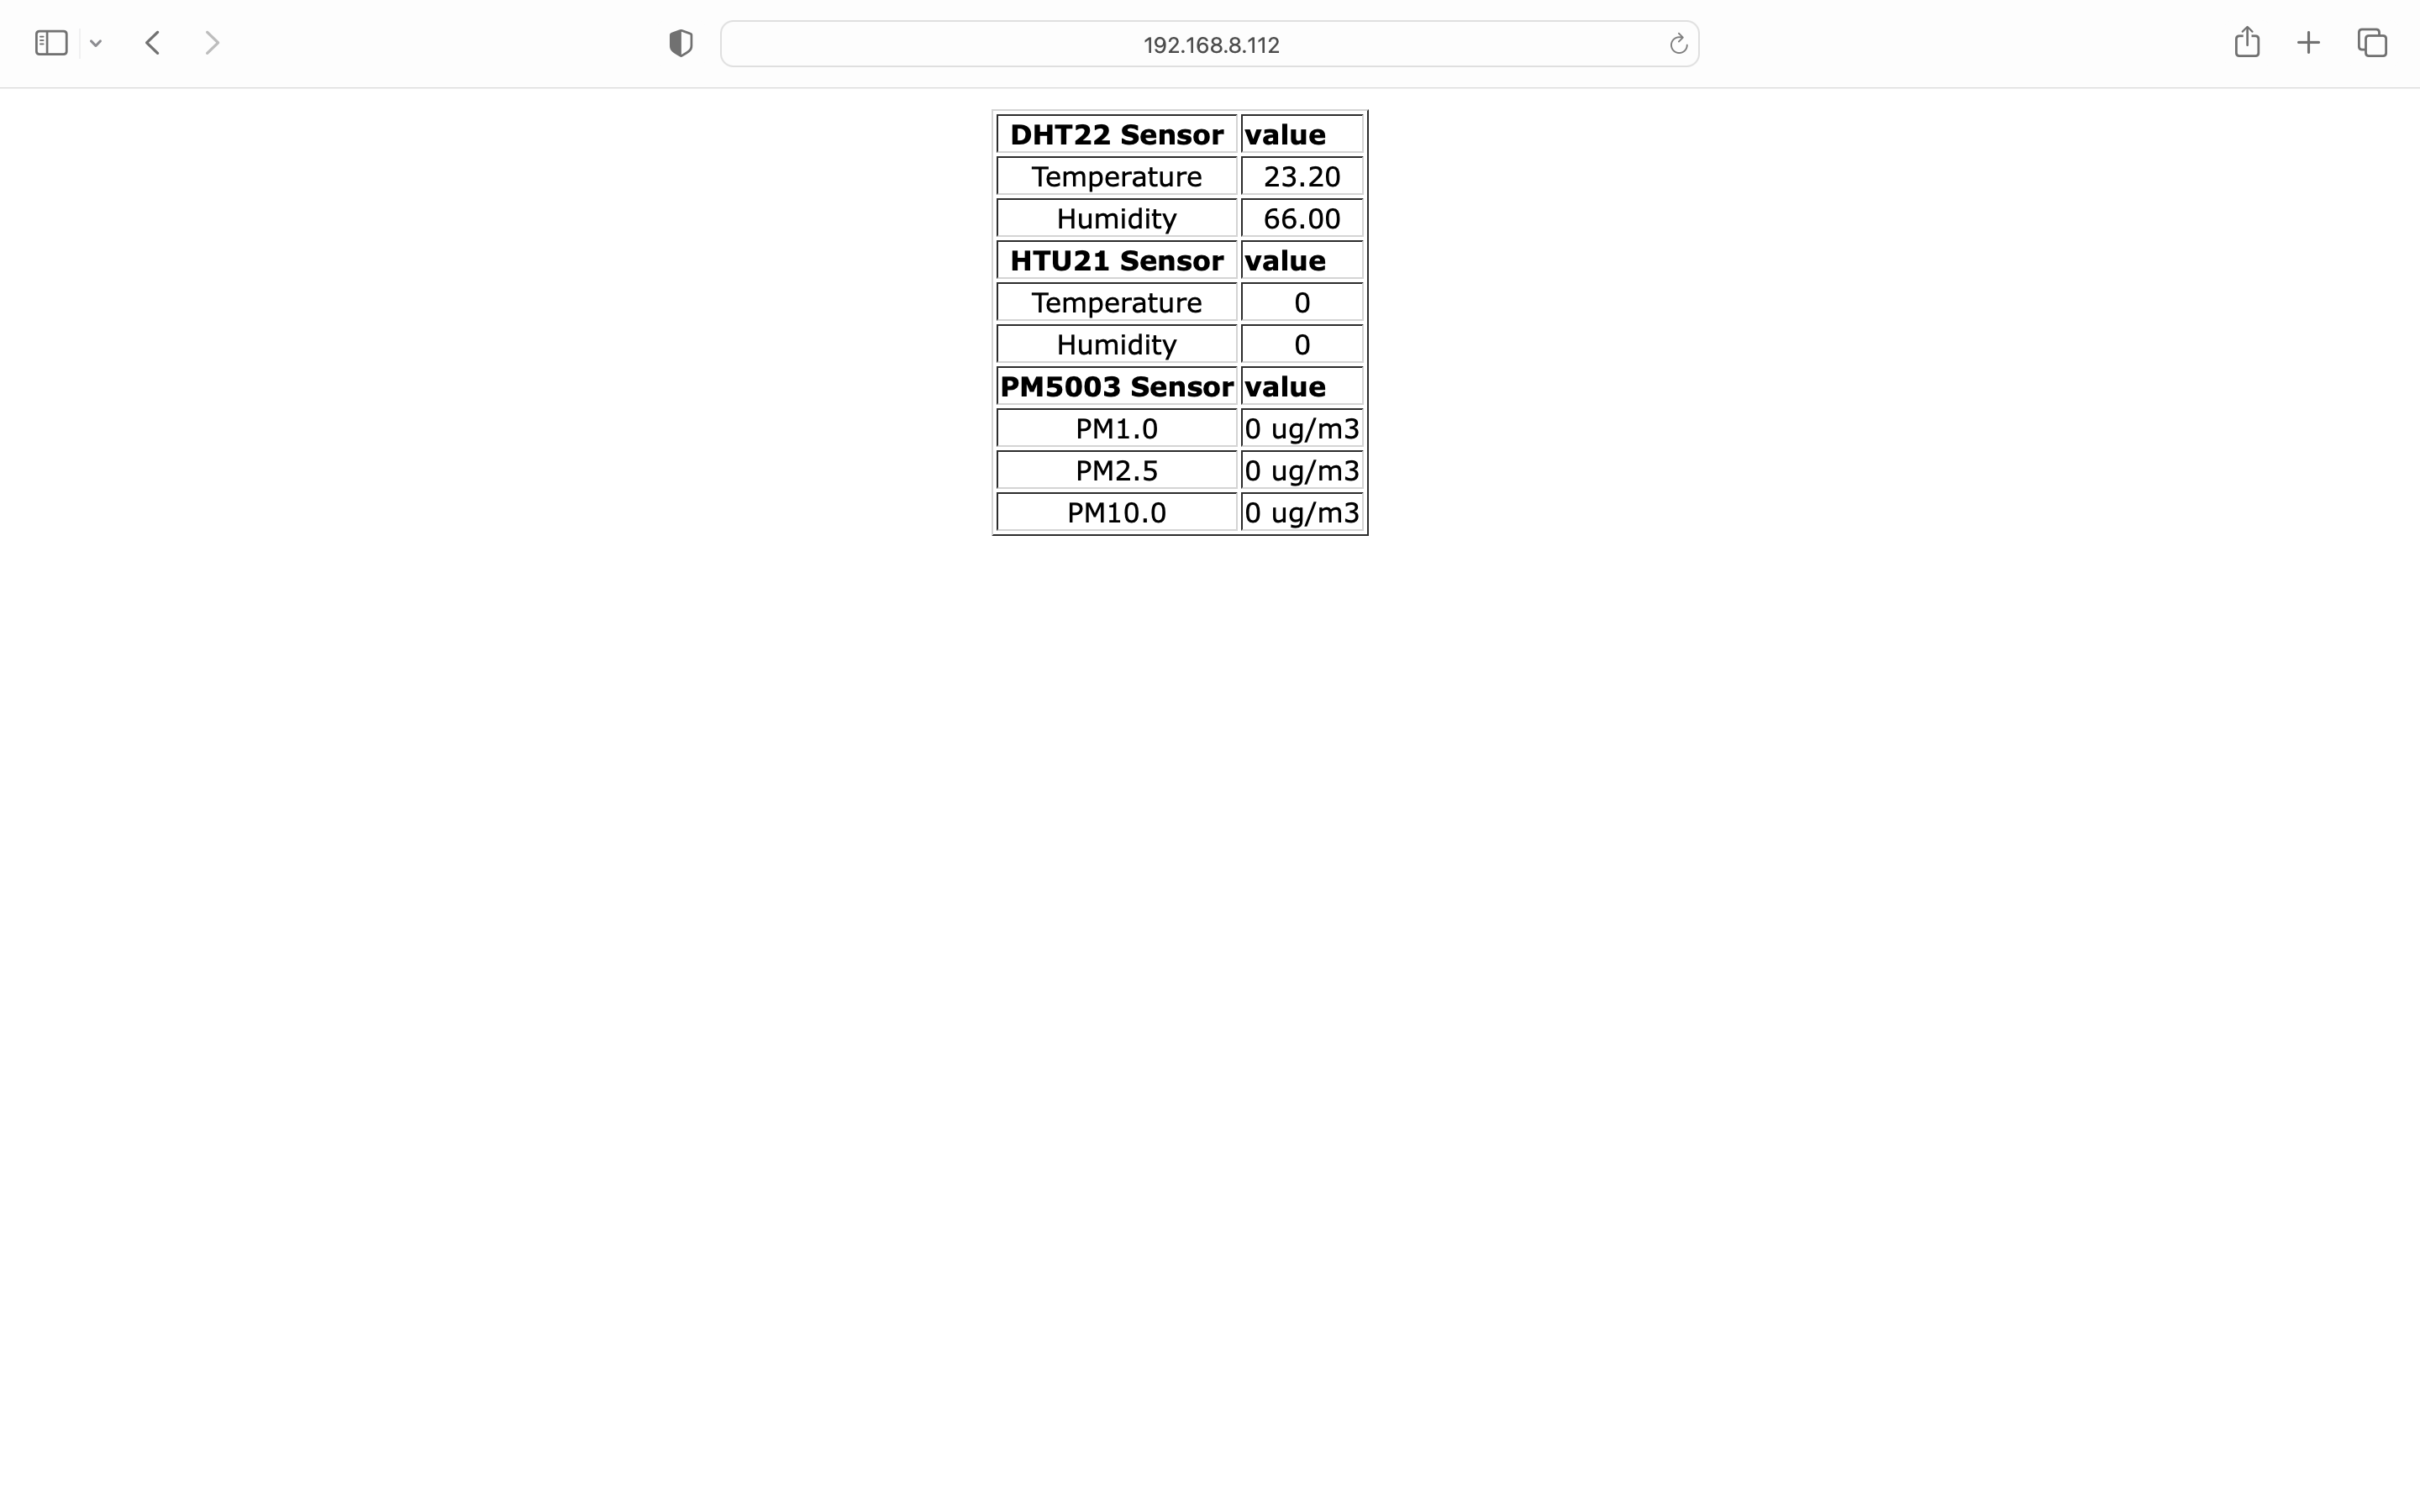 192.168.8.112
DHT22 Sensor value
Temperature 23.20
Humidity 66.00
HTU21 Sensor value
Temperature 0
Humidity 0
PM5003 Sensor value
PM1.0 0 ug/m3
PM2.5 0 ug/m3
PM10.0 0 ug/m3